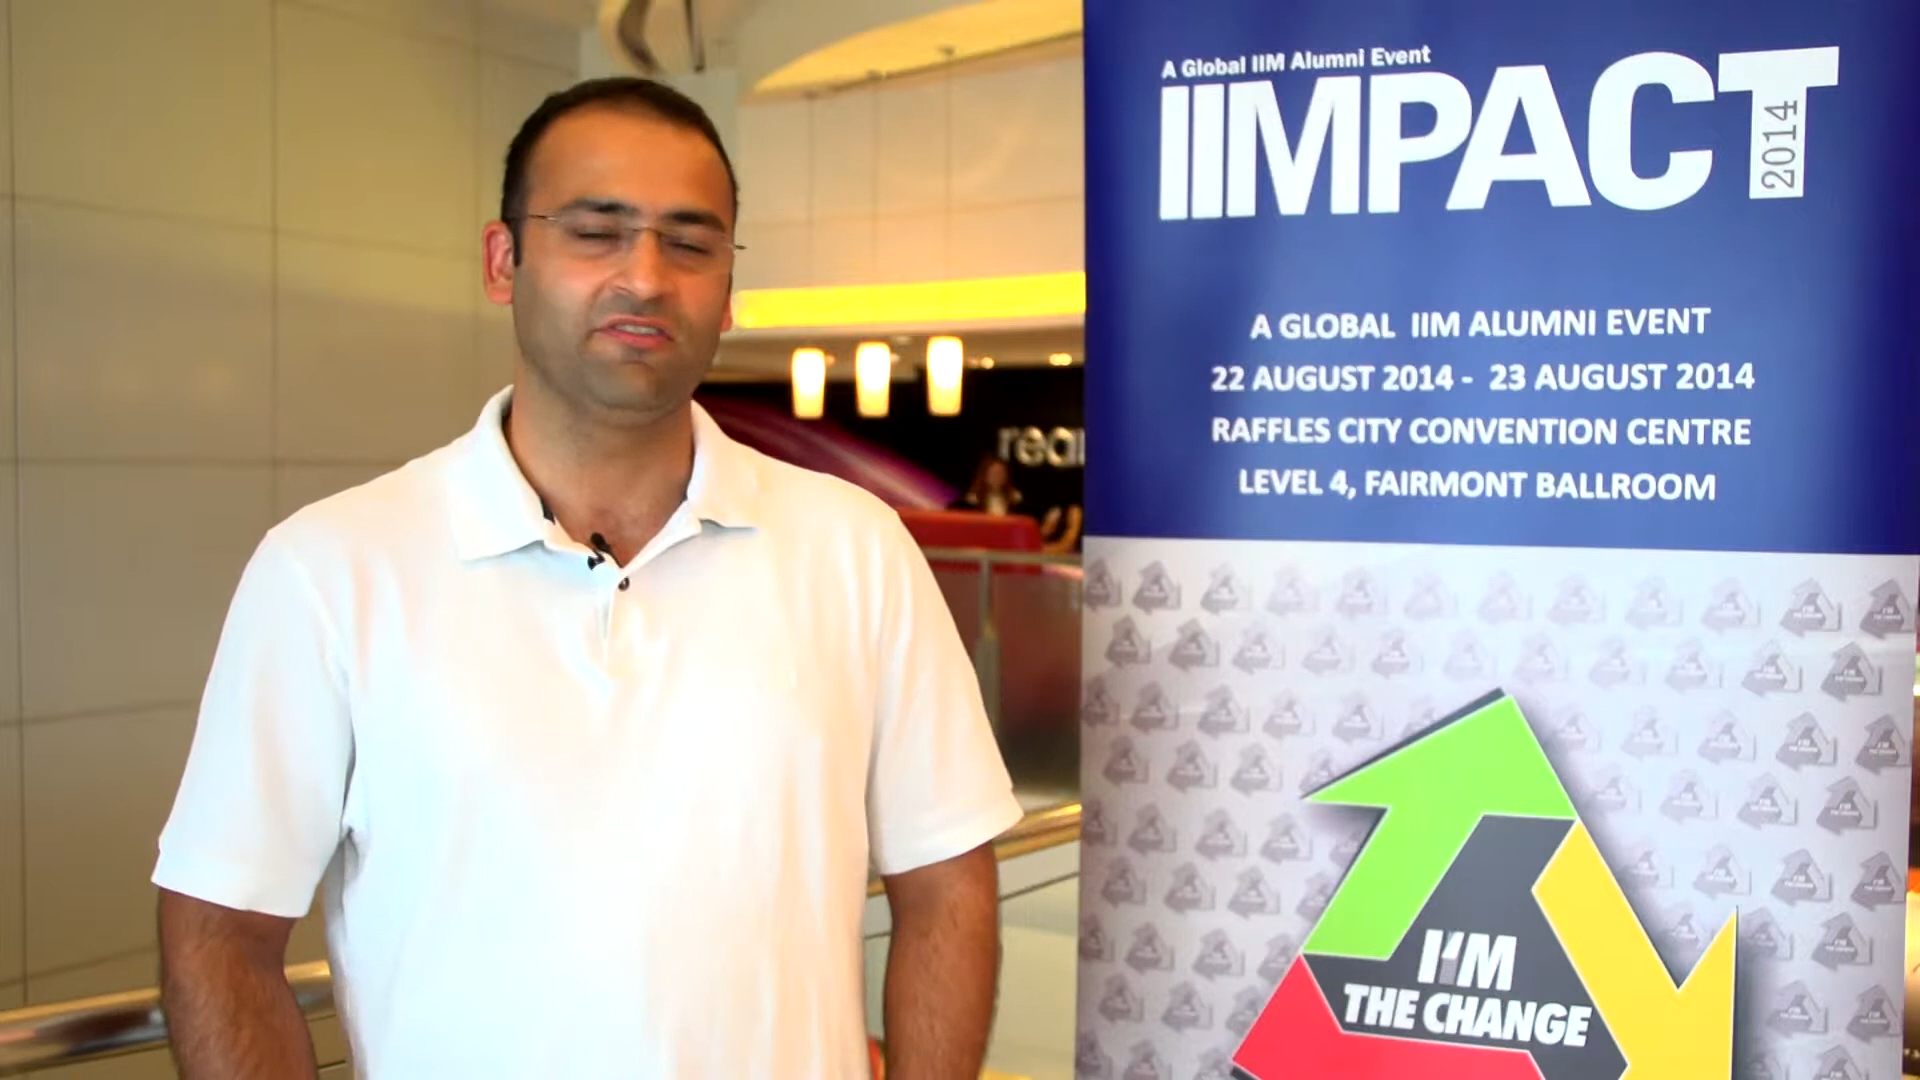 A Global IIM Alumni Event
IIMPACT
2014
A GLOBAL IIM ALUMNI EVENT
22 AUGUST 2014 - 23 AUGUST 2014
RAFFLES CITY CONVENTION CENTRE
LEVEL 4, FAIRMONT BALLROOM
I'M
THE CHANGE